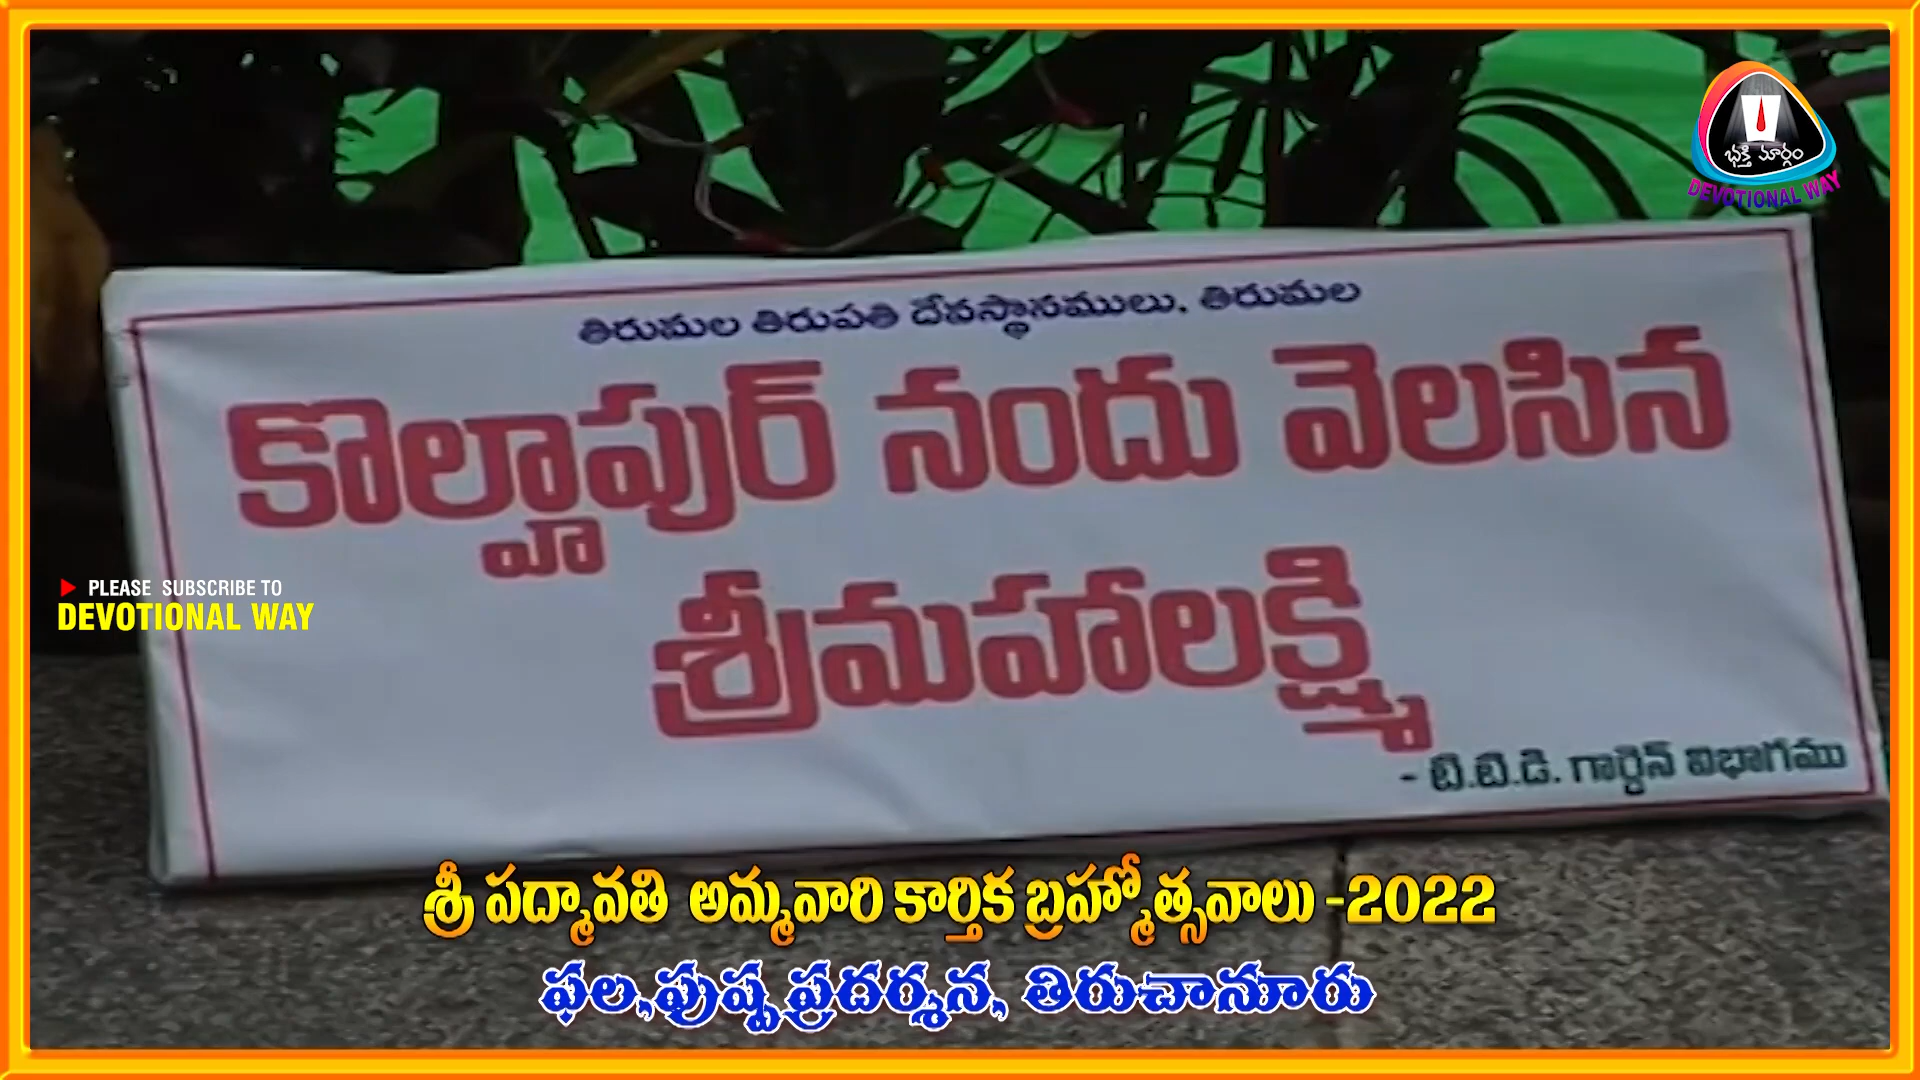 భక్తి మార్గం
DEVOTIONAL WAY
తిరుమల తిరుపతి దేవస్థానములు. తిరుమల
కొల్హాపుర్ నందు వెలసిన
శ్రీమహాలక్ష్మి
- టి.టి.డి. గార్డెన్ విభాగము
PLEASE SUBSCRIBE TO
DEVOTIONAL WAY
శ్రీ పద్మావతి అమ్మవారి కార్తిక బ్రహ్మోత్సవాలు -2022
ఫల,పుష్పప్రదర్శన, తిరుచానూరు